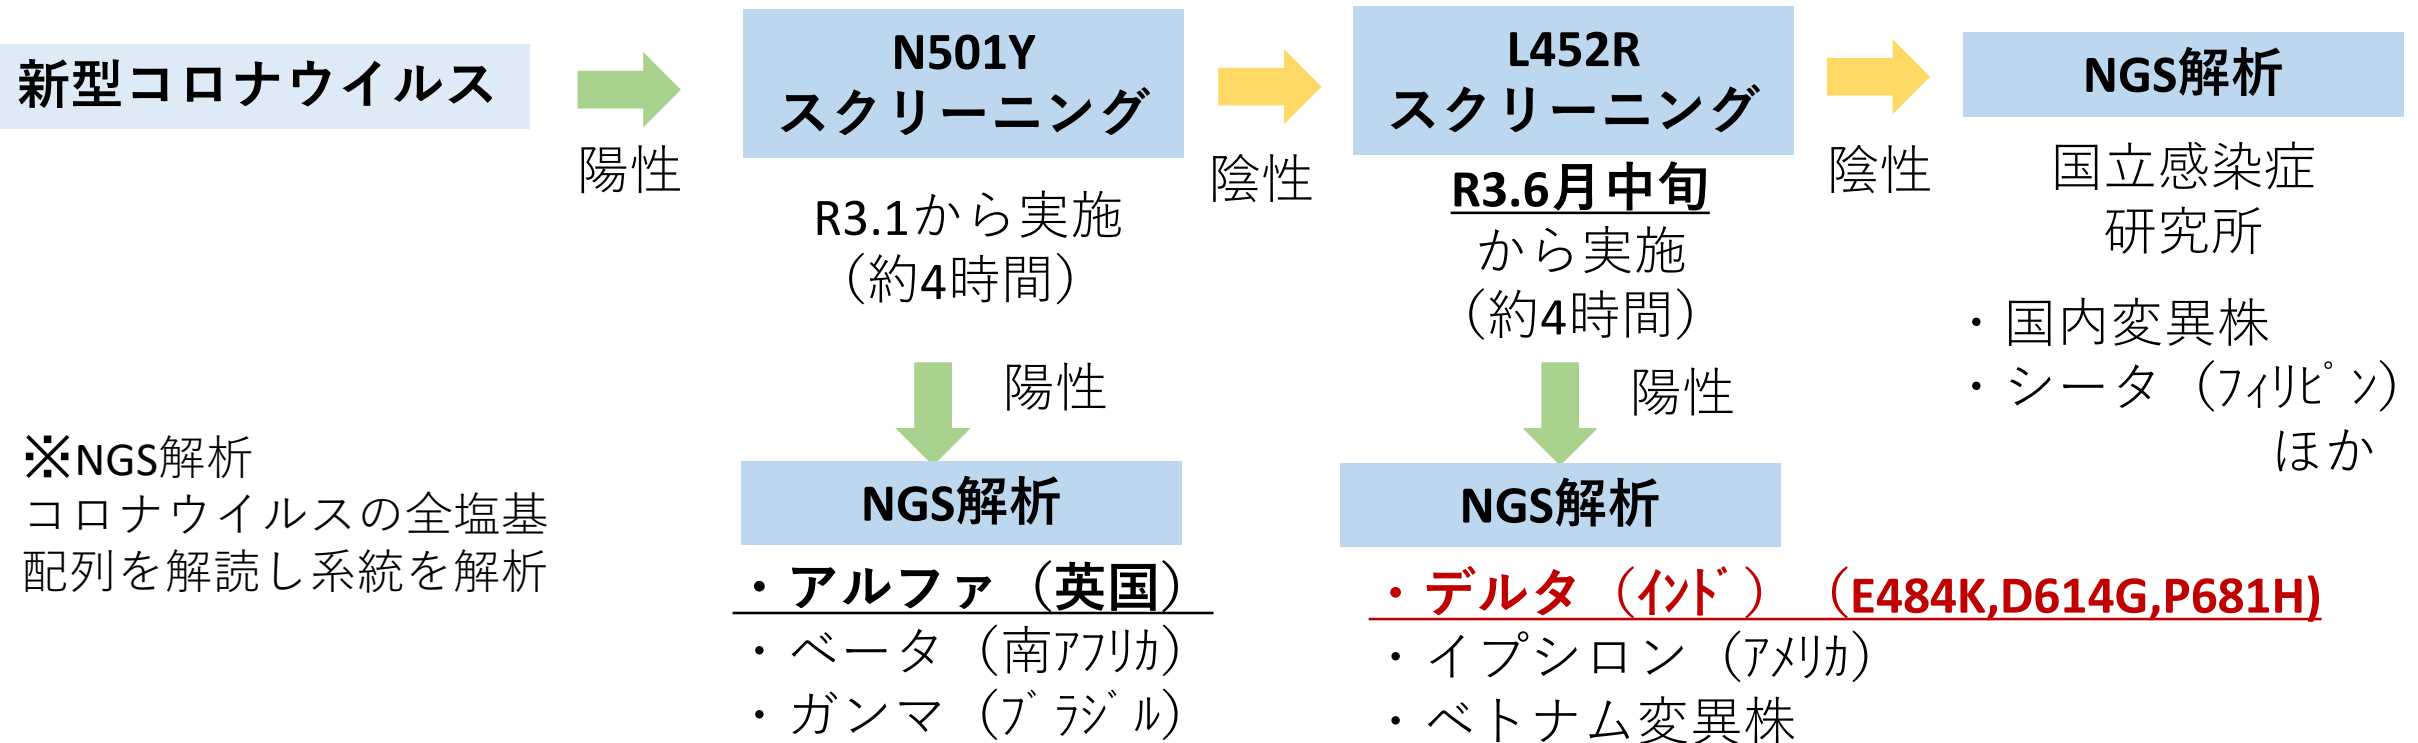 新型コロナウイルス
陽性
N501Y
スクリーニング
R3.1から実施
（約4時間）
陽性
NGS解析
・アルファ（英国）
・ベータ（南ｱﾌﾘｶ）
・ガンマ（ﾌﾞﾗｼﾞﾙ）
陰性
L452R
スクリーニング
R3.6月中旬
から実施
（約4時間）
陽性
NGS解析
・デルタ（ｲﾝﾄﾞ）（E484K,D614G,P681H)
・イプシロン（ｱﾒﾘｶ）
・ベトナム変異株
陰性
NGS解析
国立感染症
研究所
・国内変異株
・シータ（ﾌｨﾘﾋﾟﾝ）
ほか
※NGS解析
コロナウイルスの全塩基
配列を解読し系統を解析